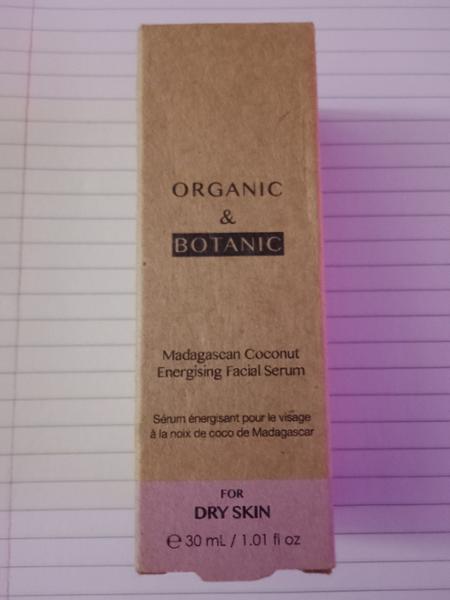 ORGANIC
&
BOTANIC
Madagascan Coconut
Energising Facial Serum
Sérum énergisant pour le visage
à la noix de coco de Madagascar
FOR
DRY SKIN
℮ 30 mL / 1.01 fl oz